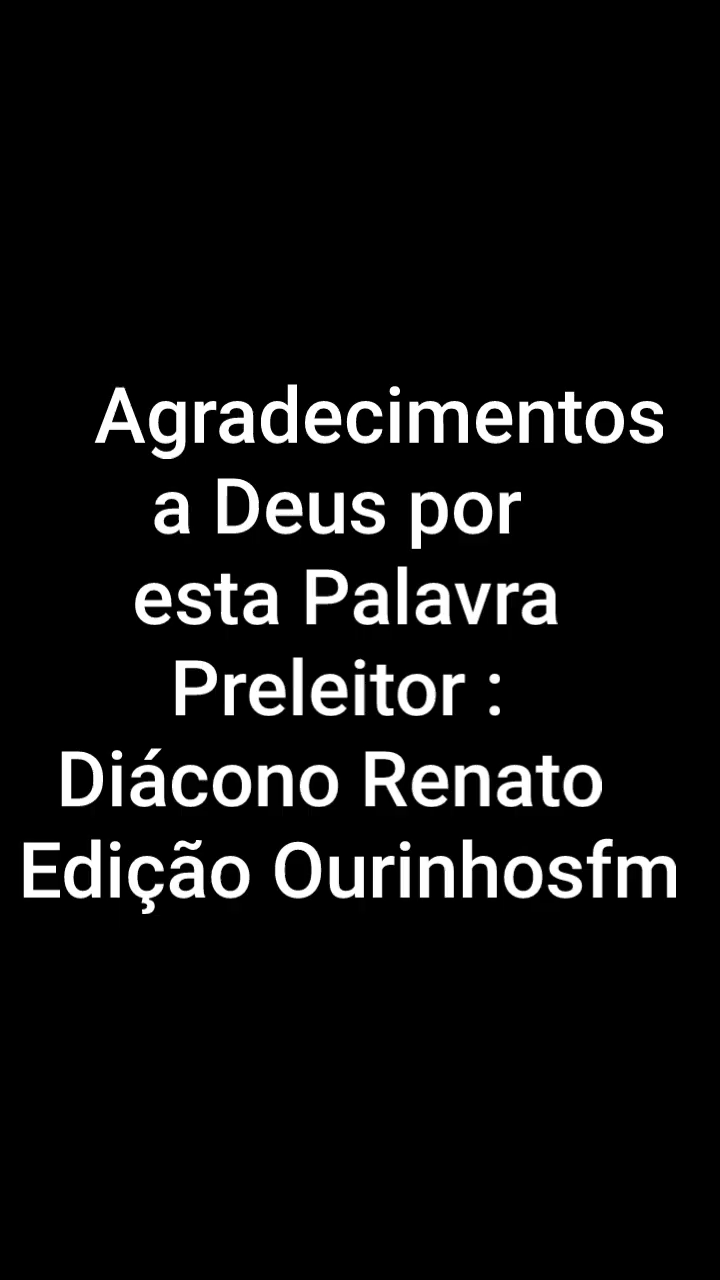 Agradecimentos
a Deus por
esta Palavra
Preleitor :
Diácono Renato
Edição Ourinhosfm